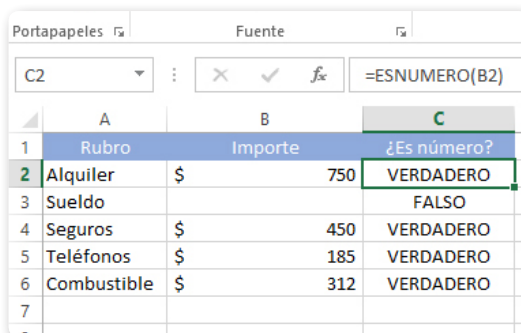 Portapapeles Fuente
C2 fx =ESNUMERO(B2)
A B C
1 Rubro Importe ¿Es número?
2 Alquiler $ 750 VERDADERO
3 Sueldo FALSO
4 Seguros $ 450 VERDADERO
5 Teléfonos $ 185 VERDADERO
6 Combustible $ 312 VERDADERO
7